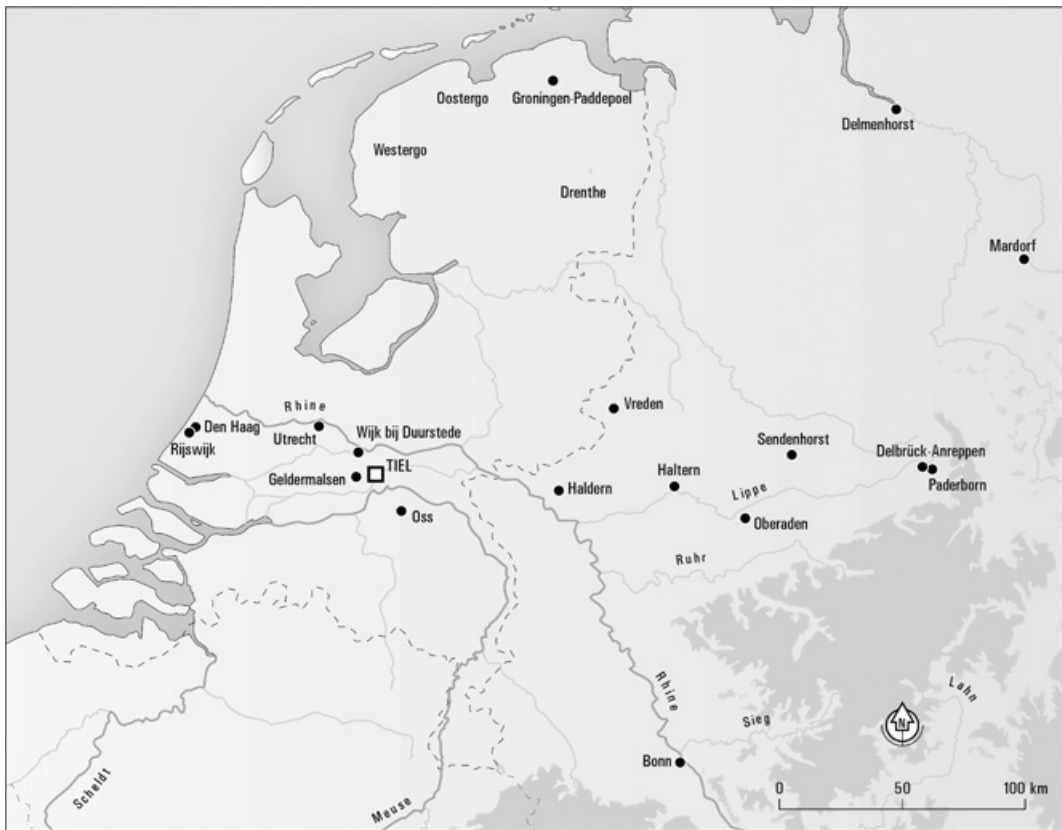 Oostergo
Groningen-Paddepoel
Delmenhorst
Westergo
Drenthe
Mardorf
Rhine
Vreden
Den Haag
Rijswijk
Utrecht
Wijk bij Duurstede
Sendenhorst
Delbrück-Anreppen
Paderborn
TIEL
Geldermalsen
Haltern
Haldern
Lippe
Oss
Oberaden
Ruhr
Rhine
Lahn
Sieg
N
Bonn
Scheldt
Meuse
0 50 100 km